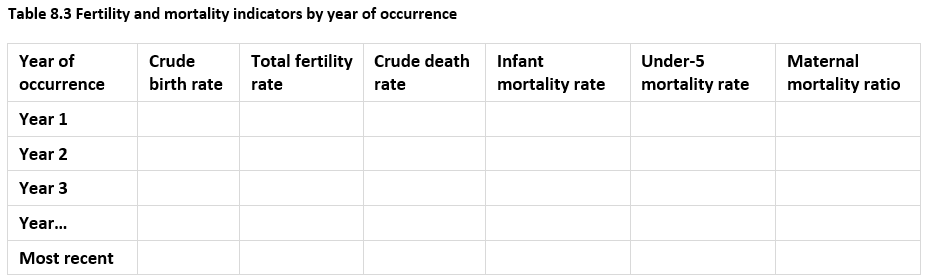 Table 8.3 Fertility and mortality indicators by year of occurrence
Year of occurrence Crude birth rate Total fertility rate Crude death rate Infant mortality rate Under-5 mortality rate Maternal mortality ratio
Year 1
Year 2
Year 3
Year...
Most recent